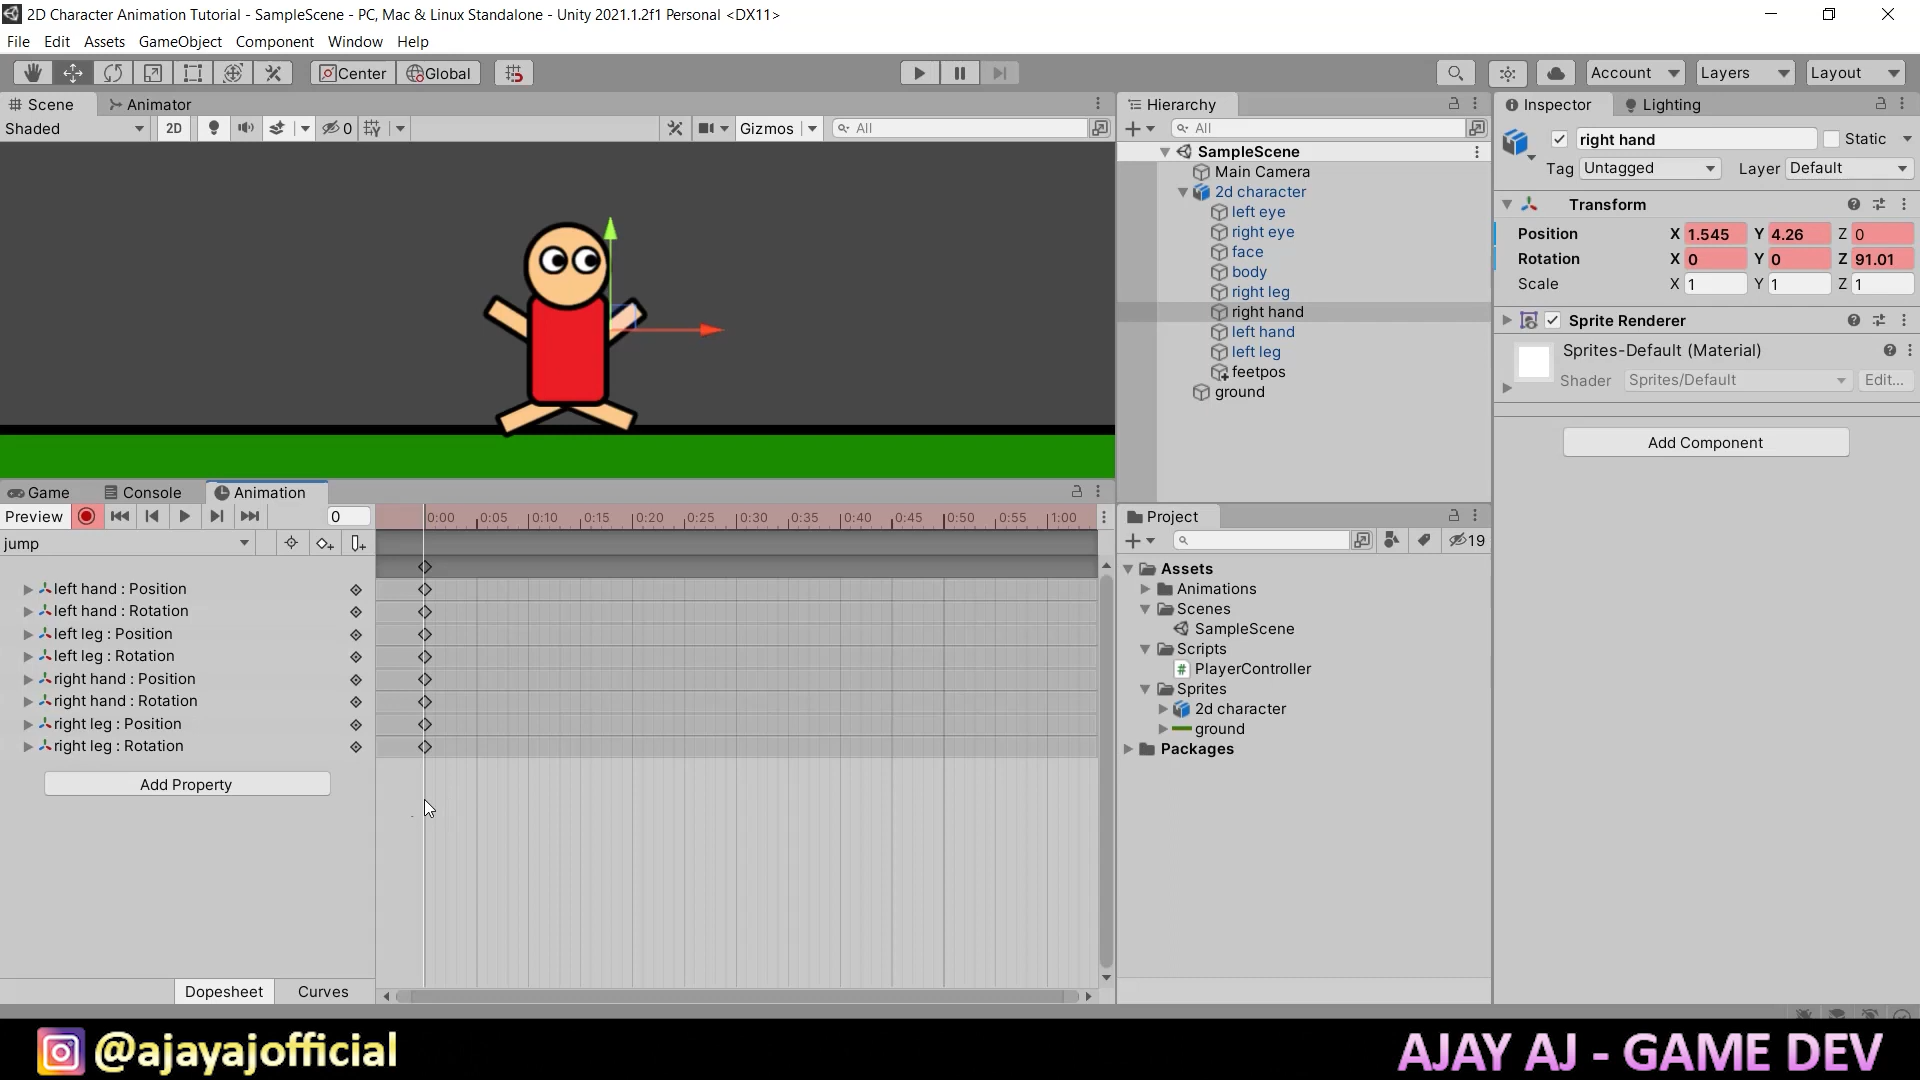 2D Character Animation Tutorial - SampleScene - PC, Mac & Linux Standalone - Unity 2021.1.2f1 Personal <DX11>
File Edit Assets GameObject Component Window Help
Center Global Account Layers Layout
Scene Animator
Shaded 2D 0 Gizmos All
Hierarchy
All
SampleScene
Main Camera
2d character
left eye
right eye
face
body
right leg
right hand
left hand
left leg
feetpos
ground
Inspector Lighting
right hand Static
Tag Untagged Layer Default
Transform
Position X 1.545 Y 4.26 Z 0
Rotation X 0 Y 0 Z 91.01
Scale X 1 Y 1 Z 1
Sprite Renderer
Sprites-Default (Material)
Shader Sprites/Default Edit...
Add Component
Game Console Animation
Preview 0
0:00 0:05 0:10 0:15 0:20 0:25 0:30 0:35 0:40 0:45 0:50 0:55 1:00
jump
left hand : Position
left hand : Rotation
left leg : Position
left leg : Rotation
right hand : Position
right hand : Rotation
right leg : Position
right leg : Rotation
Add Property
Dopesheet Curves
Project
19
Assets
Animations
Scenes
SampleScene
Scripts
PlayerController
Sprites
2d character
ground
Packages
@ajayajofficial
AJAY AJ - GAME DEV